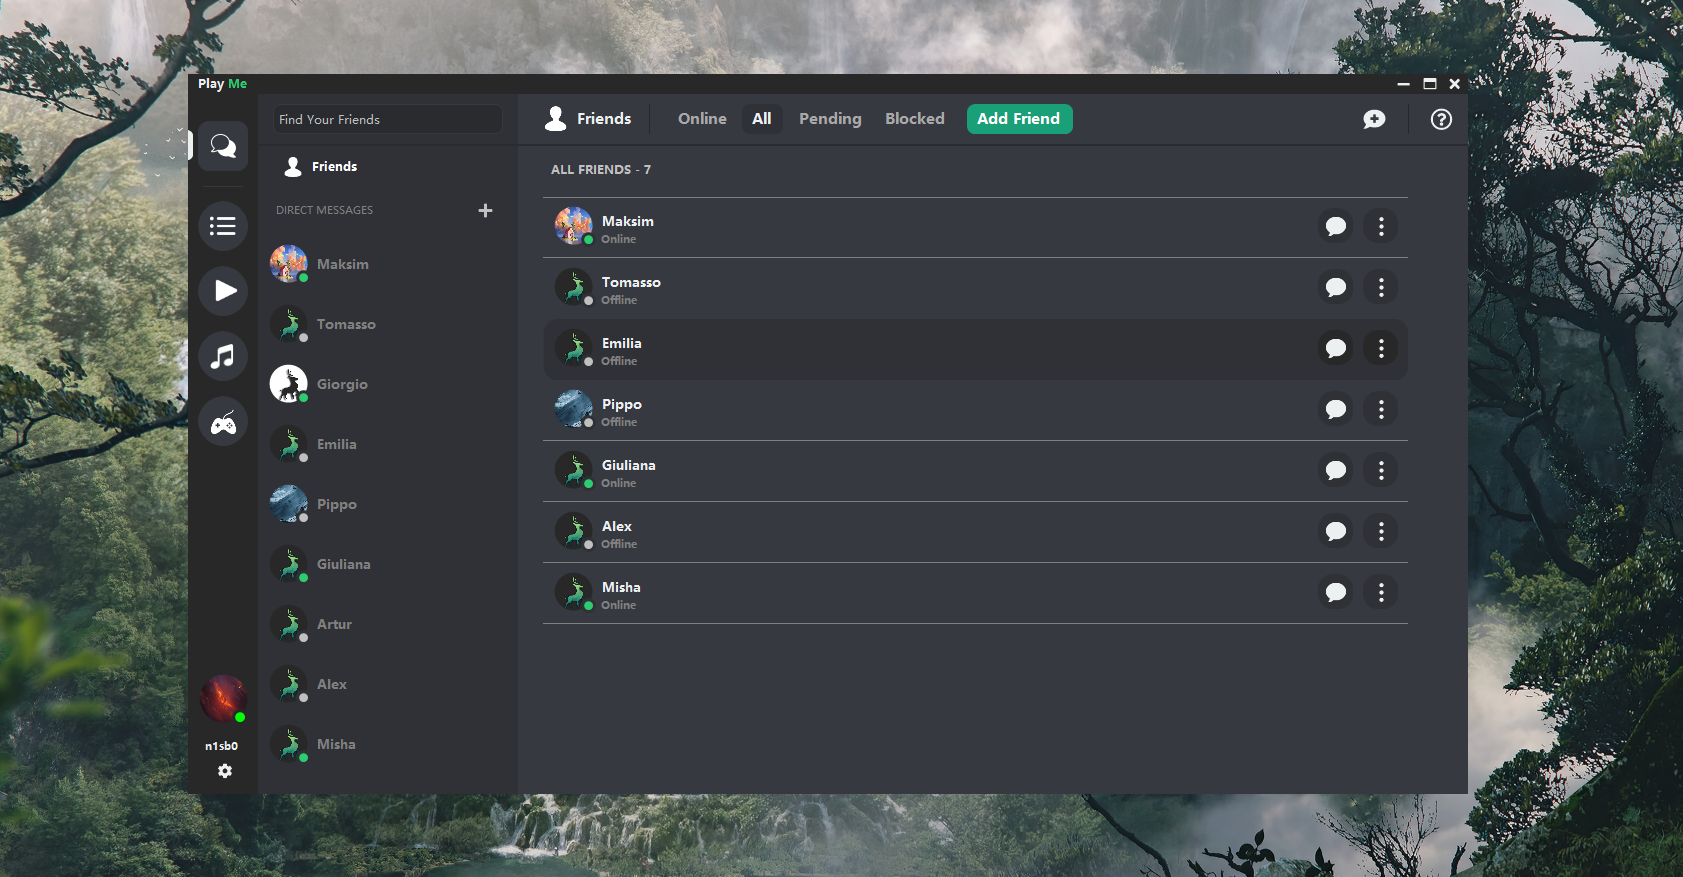 Play Me
Find Your Friends
Friends
DIRECT MESSAGES
Maksim
Tomasso
Giorgio
Emilia
Pippo
Giuliana
Artur
Alex
Misha
n1sb0
Friends
Online
All
Pending
Blocked
Add Friend
ALL FRIENDS - 7
Maksim
Online
Tomasso
Offline
Emilia
Offline
Pippo
Offline
Giuliana
Online
Alex
Offline
Misha
Online